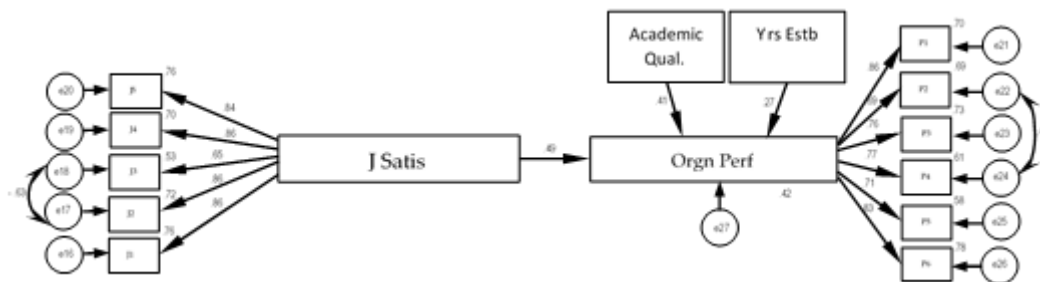 Academic
Qual.
Yrs Estb
.70
P1
e21
.86
.76
e20
J5
.84
.69
P2
e22
.41
.27
.70
e19
J4
.86
.73
P3
e23
.76
.53
e18
J3
.65
J Satis
.49
Orgn Perf
.77
.61
P4
e24
- .53
.72
e17
J2
.86
.42
.71
.58
P5
e25
e27
.76
e16
J1
.86
.78
P6
e26